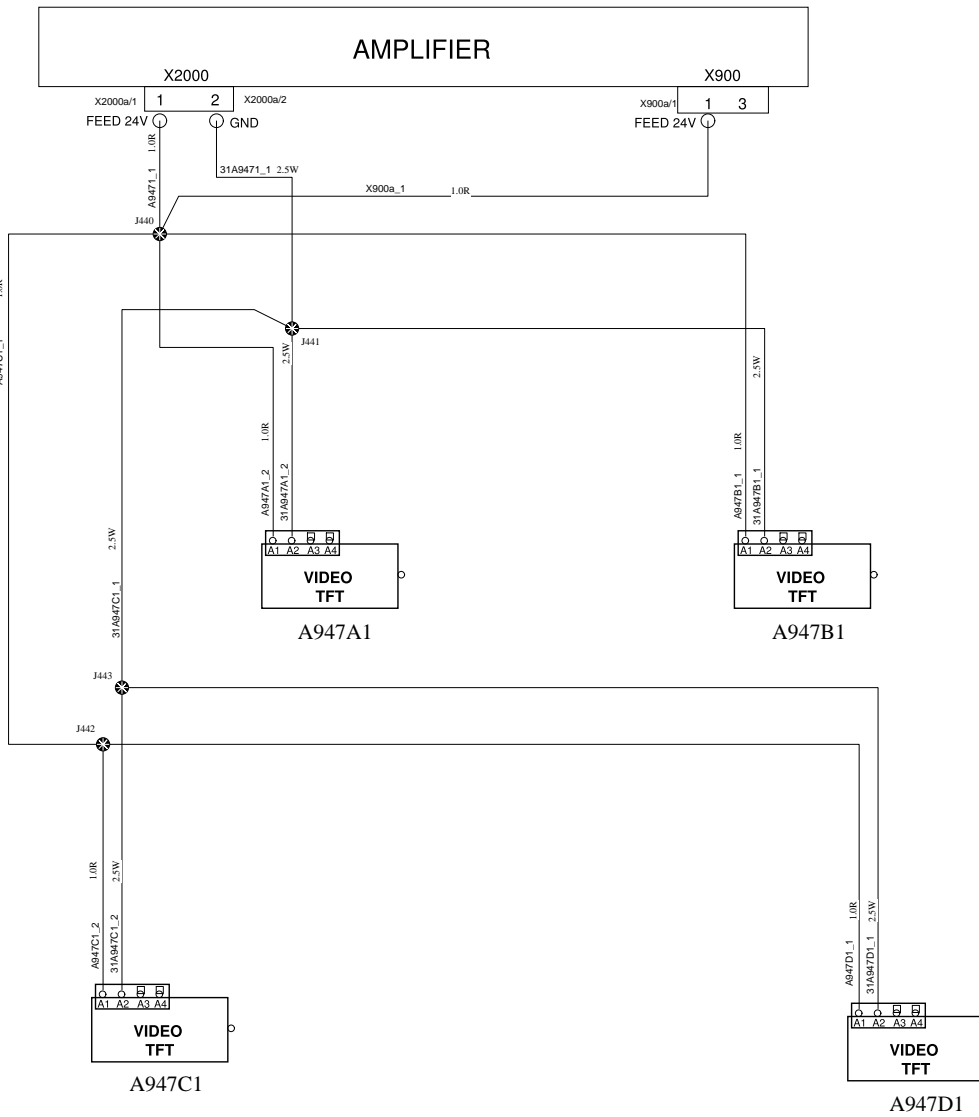 AMPLIFIER
X2000 X900
X2000a/1 1 2 X2000a/2 X900a/1 1 3
FEED 24V GND FEED 24V
1.0R
A9471_1
31A9471_1 2.5W
X900a_1 1.0R
J440
J441
2.5W
2.5W
1.0R
1.0R
A947A1_2
31A947A1_2
A947B1_1
31A947B1_1
A1 A2 A3 A4
VIDEO
TFT
A947A1
A1 A2 A3 A4
VIDEO
TFT
A947B1
2.5W
31A947C1_1
J443
J442
1.0R
2.5W
A947C1_2
31A947C1_2
A1 A2 A3 A4
VIDEO
TFT
A947C1
1.0R
2.5W
A947D1_1
31A947D1_1
A1 A2 A3 A4
VIDEO
TFT
A947D1